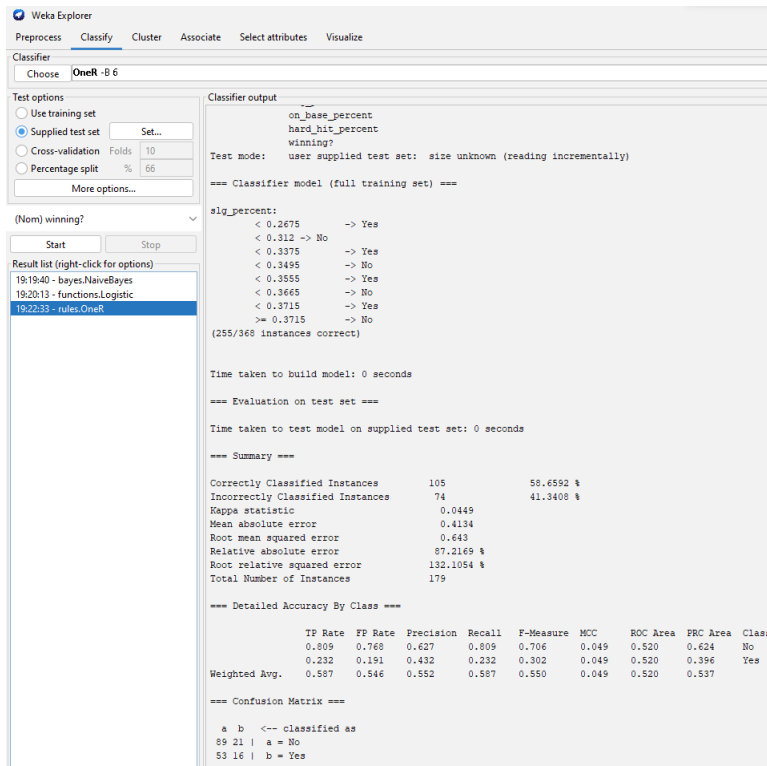 Weka Explorer
Preprocess Classify Cluster Associate Select attributes Visualize
Classifier
Choose OneR -B 6
Test options
Use training set
Supplied test set Set...
Cross-validation Folds 10
Percentage split % 66
More options...
(Nom) winning?
Start Stop
Result list (right-click for options)
19:19:40 - bayes.NaiveBayes
19:20:13 - functions.Logistic
19:22:33 - rules.OneR
Classifier output
on_base_percent
hard_hit_percent
winning?
Test mode: user supplied test set: size unknown (reading incrementally)
=== Classifier model (full training set) ===
slg_percent:
< 0.2675 -> Yes
< 0.312 -> No
< 0.3375 -> Yes
< 0.3495 -> No
< 0.3555 -> Yes
< 0.3665 -> No
< 0.3715 -> Yes
>= 0.3715 -> No
(255/368 instances correct)
Time taken to build model: 0 seconds
=== Evaluation on test set ===
Time taken to test model on supplied test set: 0 seconds
=== Summary ===
Correctly Classified Instances 105 58.6592 %
Incorrectly Classified Instances 74 41.3408 %
Kappa statistic 0.0449
Mean absolute error 0.4134
Root mean squared error 0.643
Relative absolute error 87.2169 %
Root relative squared error 132.1054 %
Total Number of Instances 179
=== Detailed Accuracy By Class ===
TP Rate FP Rate Precision Recall F-Measure MCC ROC Area PRC Area Clas
0.809 0.768 0.627 0.809 0.706 0.049 0.520 0.624 No
0.232 0.191 0.432 0.232 0.302 0.049 0.520 0.396 Yes
Weighted Avg. 0.587 0.546 0.552 0.587 0.550 0.049 0.520 0.537
=== Confusion Matrix ===
a b <-- classified as
89 21 | a = No
53 16 | b = Yes